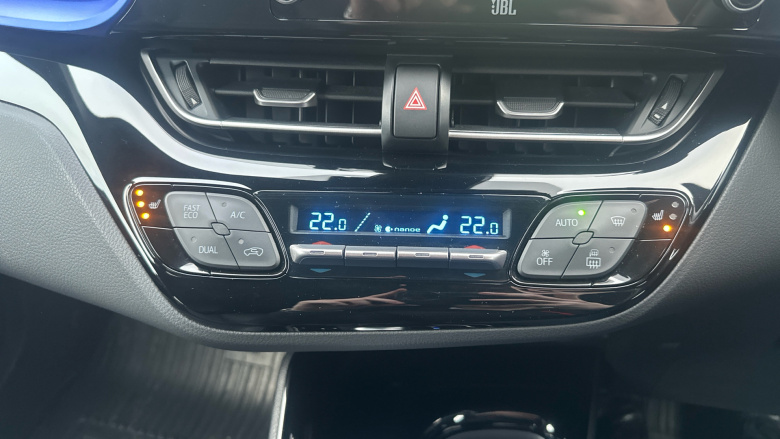 JBL
FAST
ECO
A/C
DUAL
22.0
nanoe
22.0
AUTO
OFF